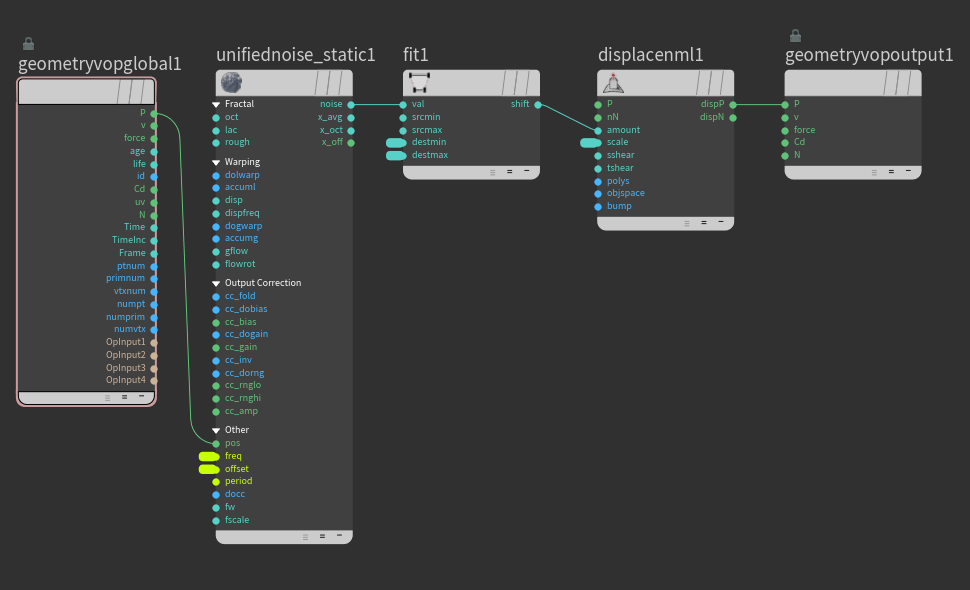 geometryvopglobal1
P
v
force
age
life
id
Cd
uv
N
Time
TimeInc
Frame
ptnum
primnum
vtxnum
numpt
numprim
numvtx
OpInput1
OpInput2
OpInput3
OpInput4
unifiednoise_static1
Fractal noise
oct x_avg
lac x_oct
rough x_off
Warping
dolwarp
accuml
disp
dispfreq
dogwarp
accumg
gflow
flowrot
Output Correction
cc_fold
cc_dobias
cc_bias
cc_dogain
cc_gain
cc_inv
cc_dorng
cc_rnglo
cc_rnghi
cc_amp
Other
pos
freq
offset
period
docc
fw
fscale
fit1
val shift
srcmin
srcmax
destmin
destmax
displacenml1
P dispP
nN dispN
amount
scale
sshear
tshear
polys
objspace
bump
geometryvopoutput1
P
v
force
Cd
N